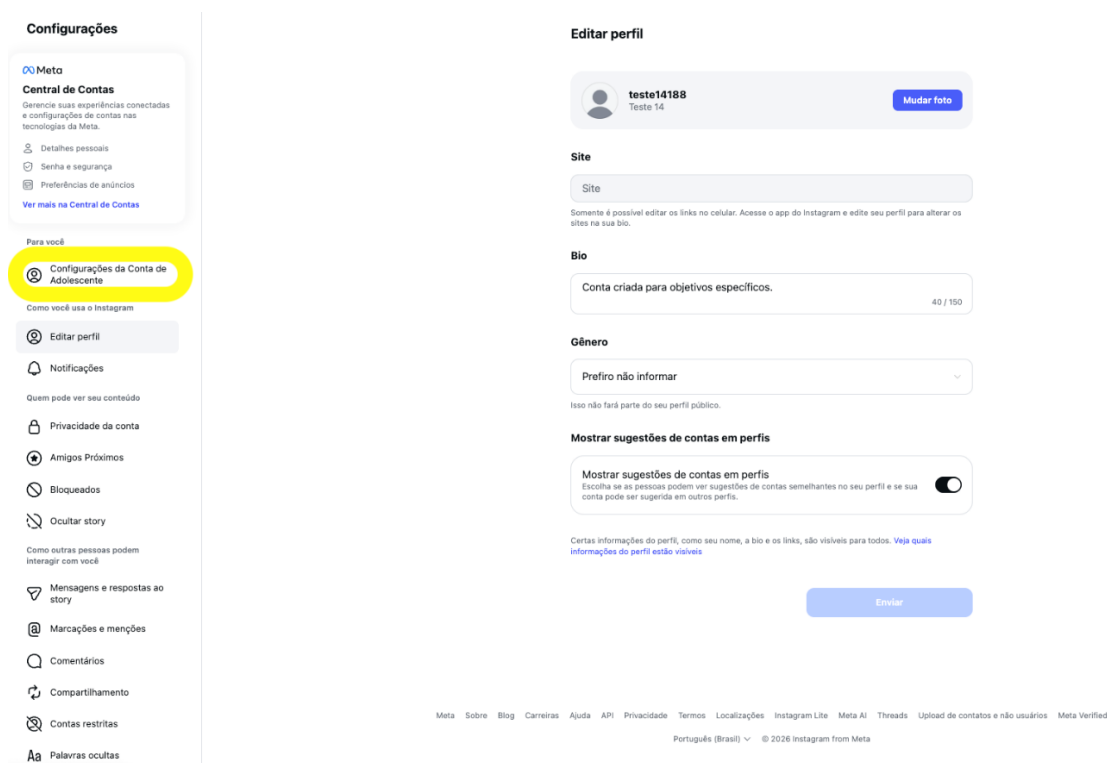 Configurações
Meta
Central de Contas
Gerencie suas experiências conectadas
e configurações de contas nas
tecnologias da Meta.
Detalhes pessoais
Senha e segurança
Preferências de anúncios
Ver mais na Central de Contas
Para você
Configurações da Conta de
Adolescente
Como você usa o Instagram
Editar perfil
Notificações
Quem pode ver seu conteúdo
Privacidade da conta
Amigos Próximos
Bloqueados
Ocultar story
Como outras pessoas podem
interagir com você
Mensagens e respostas ao
story
Marcações e menções
Comentários
Compartilhamento
Contas restritas
Aa Palavras ocultas
Editar perfil
teste14188
Teste 14
Mudar foto
Site
Site
Somente é possível editar os links no celular. Acesse o app do Instagram e edite seu perfil para alterar os
sites na sua bio.
Bio
Conta criada para objetivos específicos.
40 / 150
Gênero
Prefiro não informar
Isso não fará parte do seu perfil público.
Mostrar sugestões de contas em perfis
Mostrar sugestões de contas em perfis
Escolha se as pessoas podem ver sugestões de contas semelhantes no seu perfil e se sua
conta pode ser sugerida em outros perfis.
Certas informações do perfil, como seu nome, a bio e os links, são visíveis para todos. Veja quais
informações do perfil estão visíveis
Enviar
Meta Sobre Blog Carreiras Ajuda API Privacidade Termos Localizações Instagram Lite Meta AI Threads Upload de contatos e não usuários Meta Verified
Português (Brasil) © 2026 Instagram from Meta